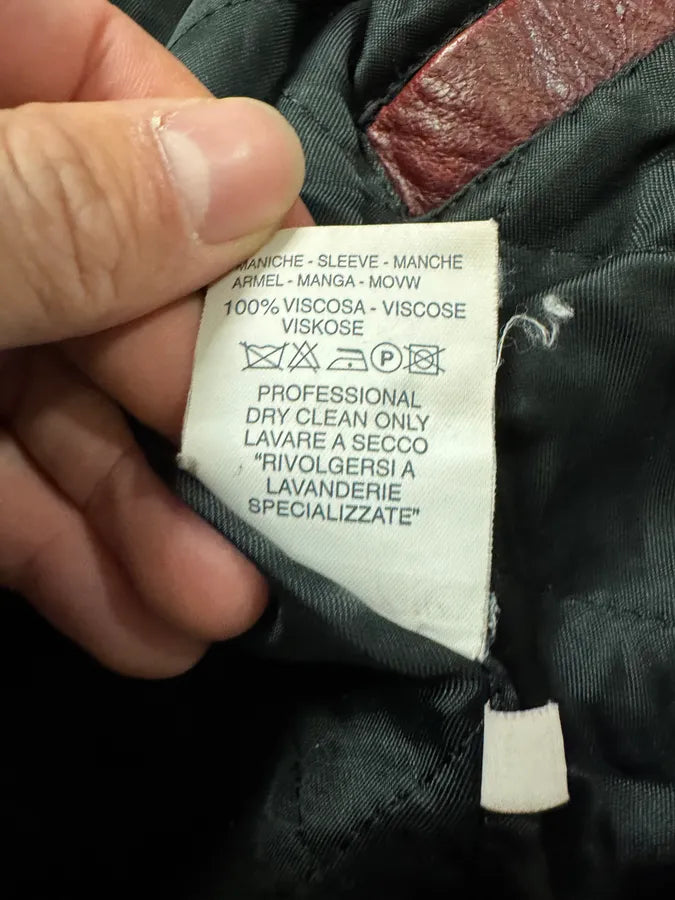 MANICHE - SLEEVE - MANCHE
ARMEL - MANGA - MOVW
100% VISCOSA - VISCOSE
VISKOSE
P
PROFESSIONAL
DRY CLEAN ONLY
LAVARE A SECCO
"RIVOLGERSI A
LAVANDERIE
SPECIALIZZATE"